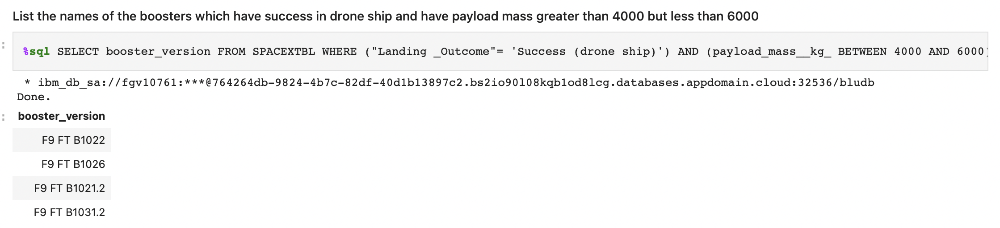 List the names of the boosters which have success in drone ship and have payload mass greater than 4000 but less than 6000
: %sql SELECT booster_version FROM SPACEXTBL WHERE ("Landing _Outcome"= 'Success (drone ship)') AND (payload_mass__kg_ BETWEEN 4000 AND 6000)
* ibm_db_sa://fgv10761:***@764264db-9824-4b7c-82df-40d1b13897c2.bs2io90l08kqb1od8lcg.databases.appdomain.cloud:32536/bludb
Done.
: booster_version
F9 FT B1022
F9 FT B1026
F9 FT B1021.2
F9 FT B1031.2